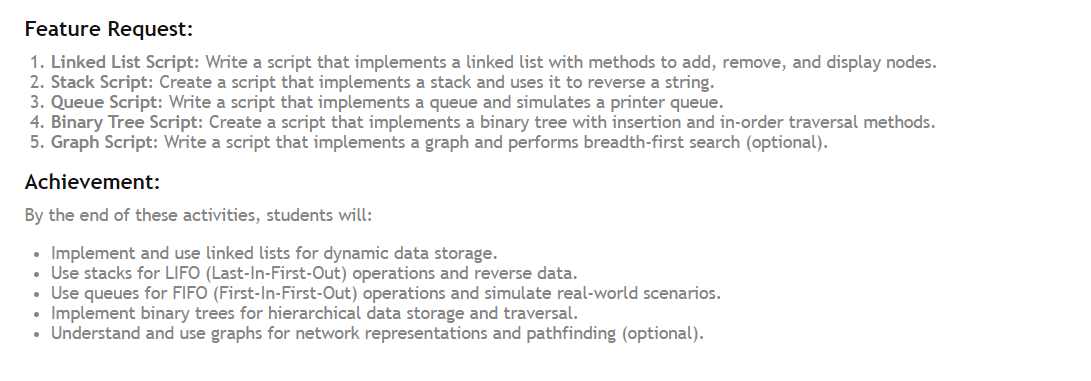 Feature Request:
1. Linked List Script: Write a script that implements a linked list with methods to add, remove, and display nodes.
2. Stack Script: Create a script that implements a stack and uses it to reverse a string.
3. Queue Script: Write a script that implements a queue and simulates a printer queue.
4. Binary Tree Script: Create a script that implements a binary tree with insertion and in-order traversal methods.
5. Graph Script: Write a script that implements a graph and performs breadth-first search (optional).
Achievement:
By the end of these activities, students will:
• Implement and use linked lists for dynamic data storage.
• Use stacks for LIFO (Last-In-First-Out) operations and reverse data.
• Use queues for FIFO (First-In-First-Out) operations and simulate real-world scenarios.
• Implement binary trees for hierarchical data storage and traversal.
• Understand and use graphs for network representations and pathfinding (optional).